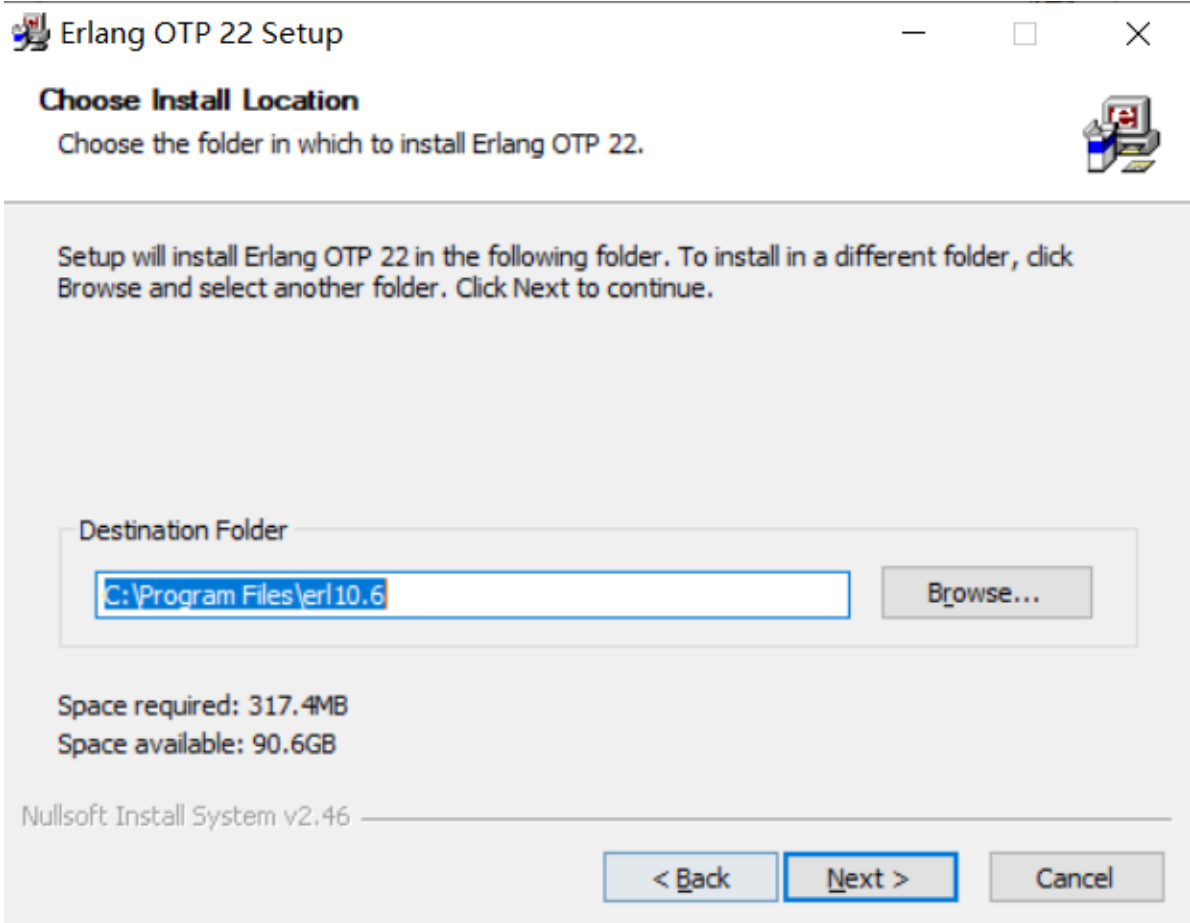 Erlang OTP 22 Setup
Choose Install Location
Choose the folder in which to install Erlang OTP 22.
e
Setup will install Erlang OTP 22 in the following folder. To install in a different folder, click
Browse and select another folder. Click Next to continue.
Destination Folder
C:\Program Files\erl10.6
Browse...
Space required: 317.4MB
Space available: 90.6GB
Nullsoft Install System v2.46
< Back
Next >
Cancel